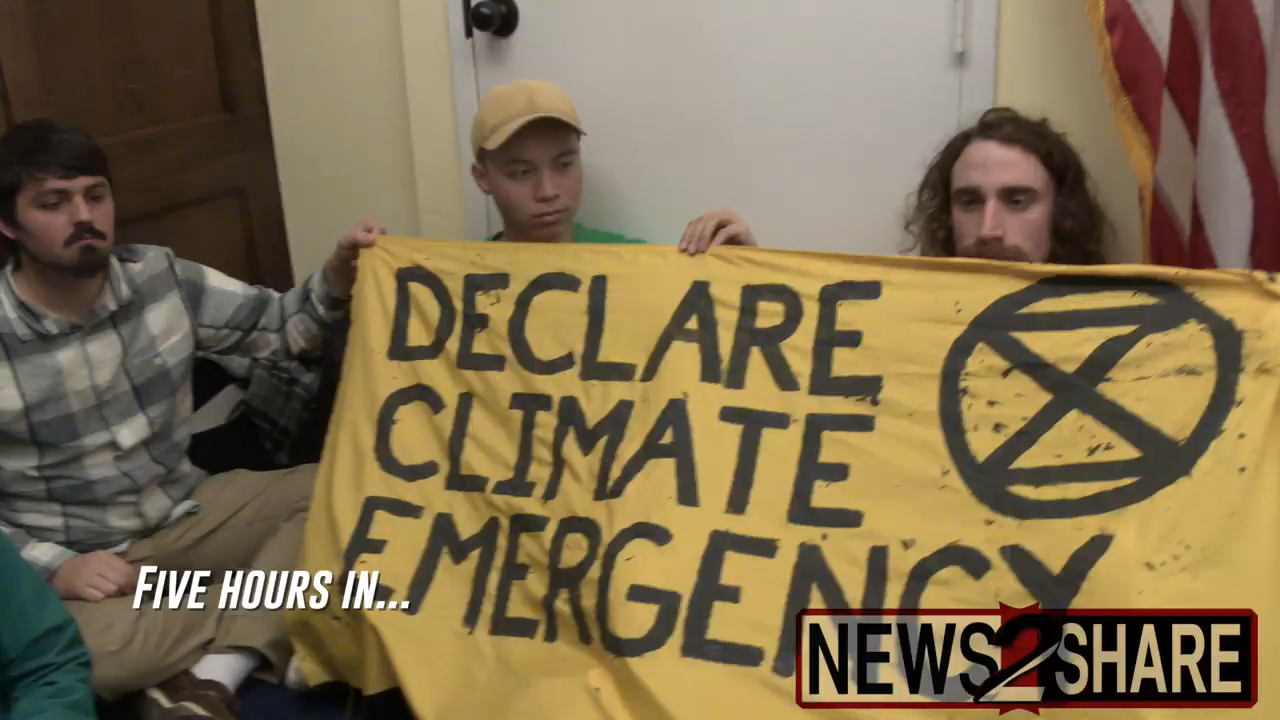 DECLARE
CLIMATE
EMERGENCY
FIVE HOURS IN...
NEWS2SHARE